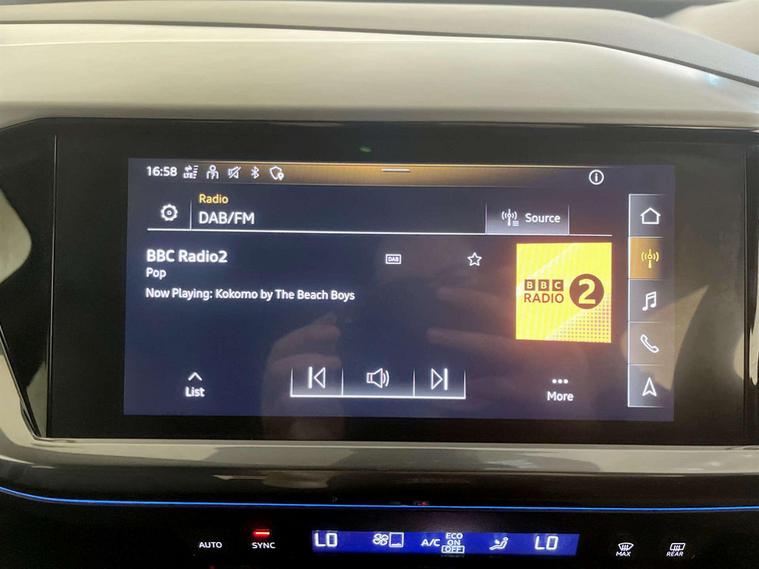 16:58
LTE
Radio
DAB/FM
Source
BBC Radio2
DAB
Pop
Now Playing: Kokomo by The Beach Boys
BBC
RADIO 2
List
More
AUTO
SYNC
LO
A/C
ECO
ON
OFF
LO
MAX
REAR